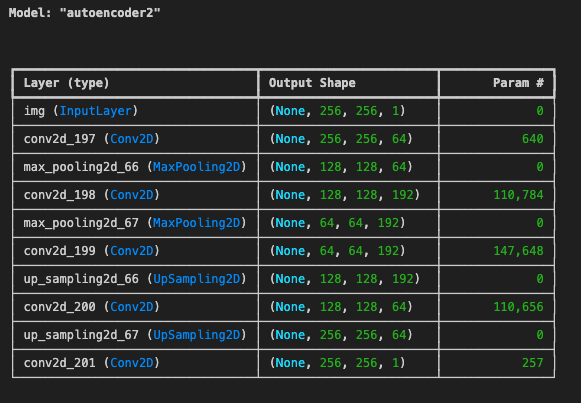 Model: "autoencoder2"
Layer (type) Output Shape Param #
img (InputLayer) (None, 256, 256, 1) 0
conv2d_197 (Conv2D) (None, 256, 256, 64) 640
max_pooling2d_66 (MaxPooling2D) (None, 128, 128, 64) 0
conv2d_198 (Conv2D) (None, 128, 128, 192) 110,784
max_pooling2d_67 (MaxPooling2D) (None, 64, 64, 192) 0
conv2d_199 (Conv2D) (None, 64, 64, 192) 147,648
up_sampling2d_66 (UpSampling2D) (None, 128, 128, 192) 0
conv2d_200 (Conv2D) (None, 128, 128, 64) 110,656
up_sampling2d_67 (UpSampling2D) (None, 256, 256, 64) 0
conv2d_201 (Conv2D) (None, 256, 256, 1) 257